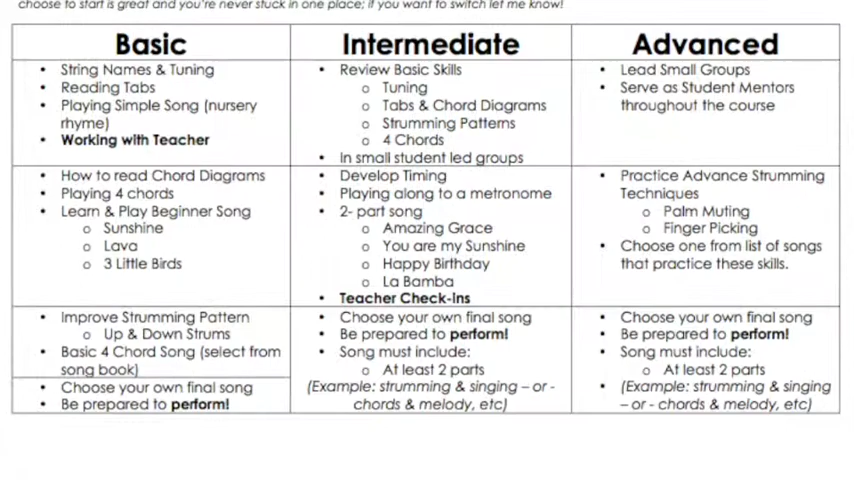 choose to start is great and you're never stuck in one place; if you want to switch let me know!
Basic
Intermediate
Advanced
• String Names & Tuning
• Reading Tabs
• Playing Simple Song (nursery
rhyme)
• Working with Teacher
• Review Basic Skills
o Tuning
o Tabs & Chord Diagrams
o Strumming Patterns
o 4 Chords
• In small student led groups
• Lead Small Groups
• Serve as Student Mentors
throughout the course
• How to read Chord Diagrams
• Playing 4 chords
• Learn & Play Beginner Song
o Sunshine
o Lava
o 3 Little Birds
• Develop Timing
• Playing along to a metronome
• 2- part song
o Amazing Grace
o You are my Sunshine
o Happy Birthday
o La Bamba
• Teacher Check-ins
• Practice Advance Strumming
Techniques
o Palm Muting
o Finger Picking
• Choose one from list of songs
that practice these skills.
• Improve Strumming Pattern
o Up & Down Strums
• Basic 4 Chord Song (select from
song book)
• Choose your own final song
• Be prepared to perform!
• Choose your own final song
• Be prepared to perform!
• Song must include:
o At least 2 parts
(Example: strumming & singing – or -
chords & melody, etc)
• Choose your own final song
• Be prepared to perform!
• Song must include:
o At least 2 parts
• (Example: strumming & singing
– or - chords & melody, etc)